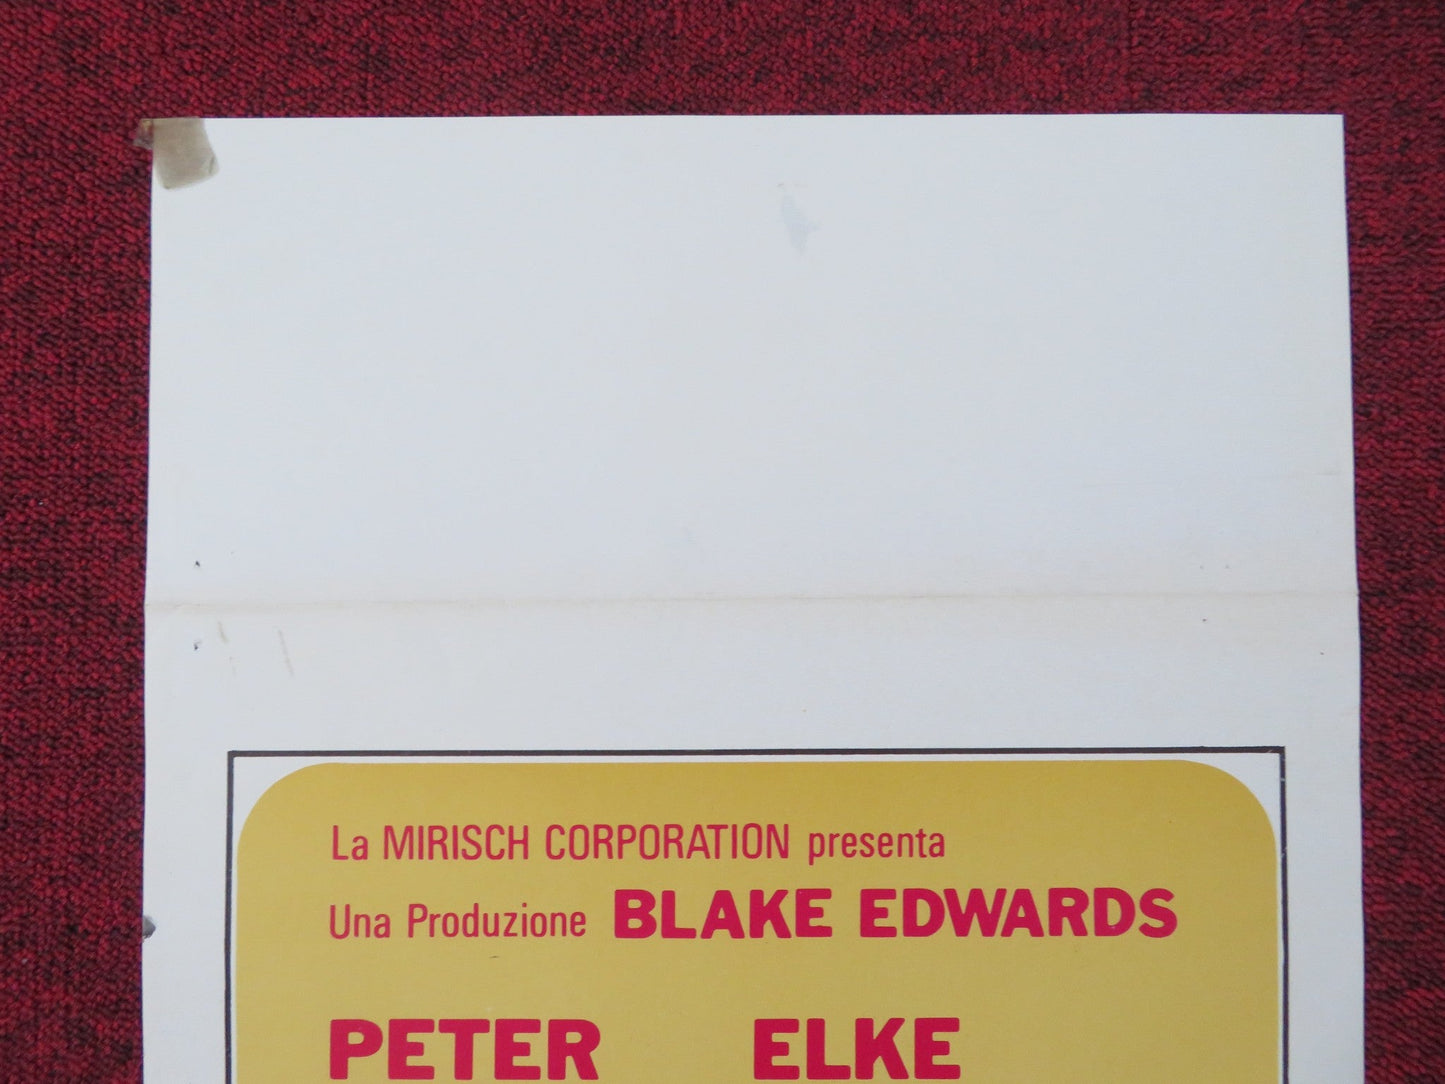 La MIRISCH CORPORATION presenta
Una Produzione BLAKE EDWARDS
PETER ELKE